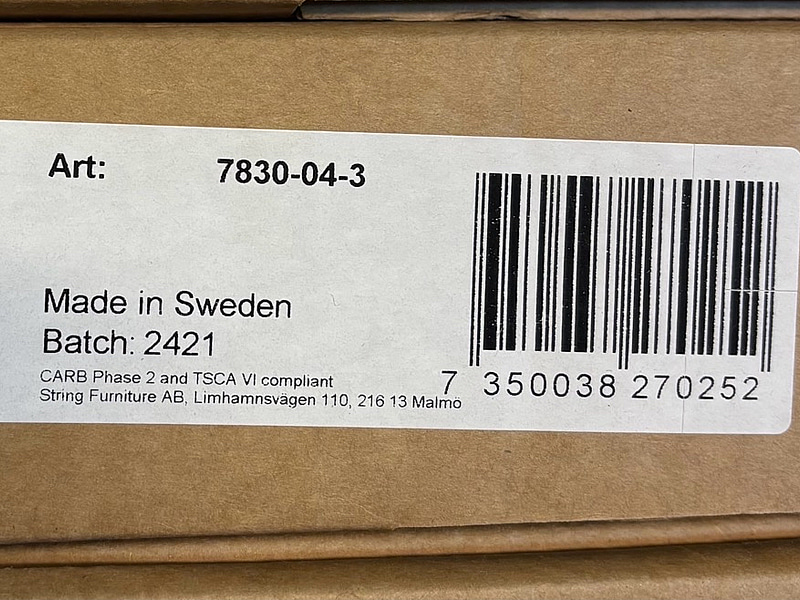 Art: 7830-04-3
Made in Sweden
Batch: 2421
CARB Phase 2 and TSCA VI compliant
String Furniture AB, Limhamnsvägen 110, 216 13 Malmö
7 350038 270252